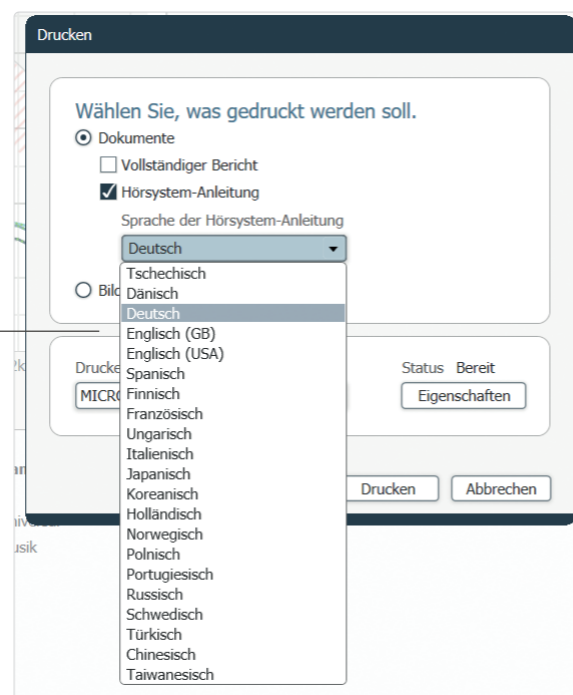 Drucken
Wählen Sie, was gedruckt werden soll.
Dokumente
Vollständiger Bericht
Hörsystem-Anleitung
Sprache der Hörsystem-Anleitung
Deutsch
Tschechisch
Dänisch
Deutsch
Englisch (GB)
Englisch (USA)
Spanisch
Finnisch
Französisch
Ungarisch
Italienisch
Japanisch
Koreanisch
Holländisch
Norwegisch
Polnisch
Portugiesisch
Russisch
Schwedisch
Türkisch
Chinesisch
Taiwanesisch
Status Bereit
Eigenschaften
Drucken Abbrechen